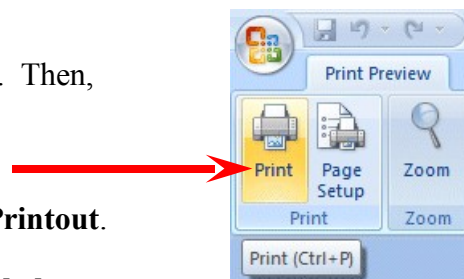 . Then,
Printout.
Print Preview
Print
Page
Setup
Zoom
Print
Zoom
Print (Ctrl+P)